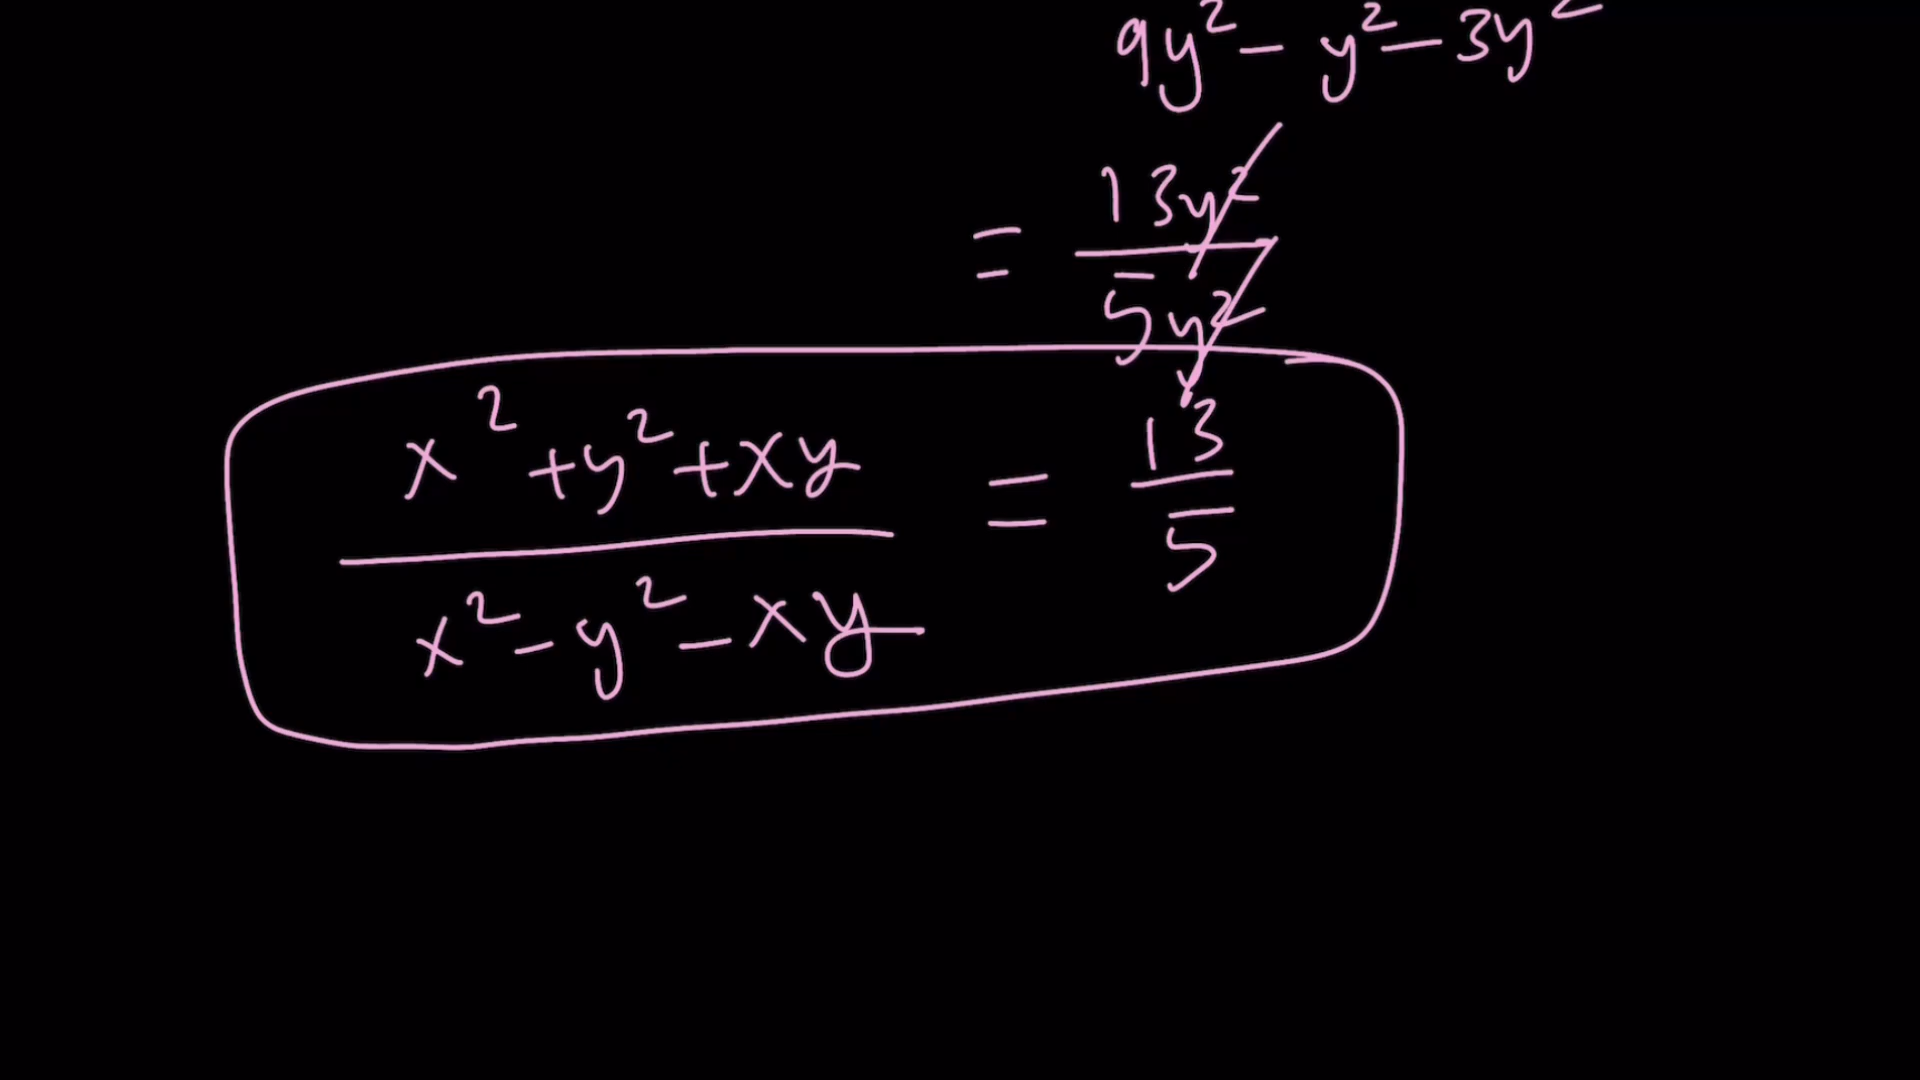 9y² - y² - 3y²
= 13y² / 5y²
x² + y² + xy / x² - y² - xy = 13 / 5